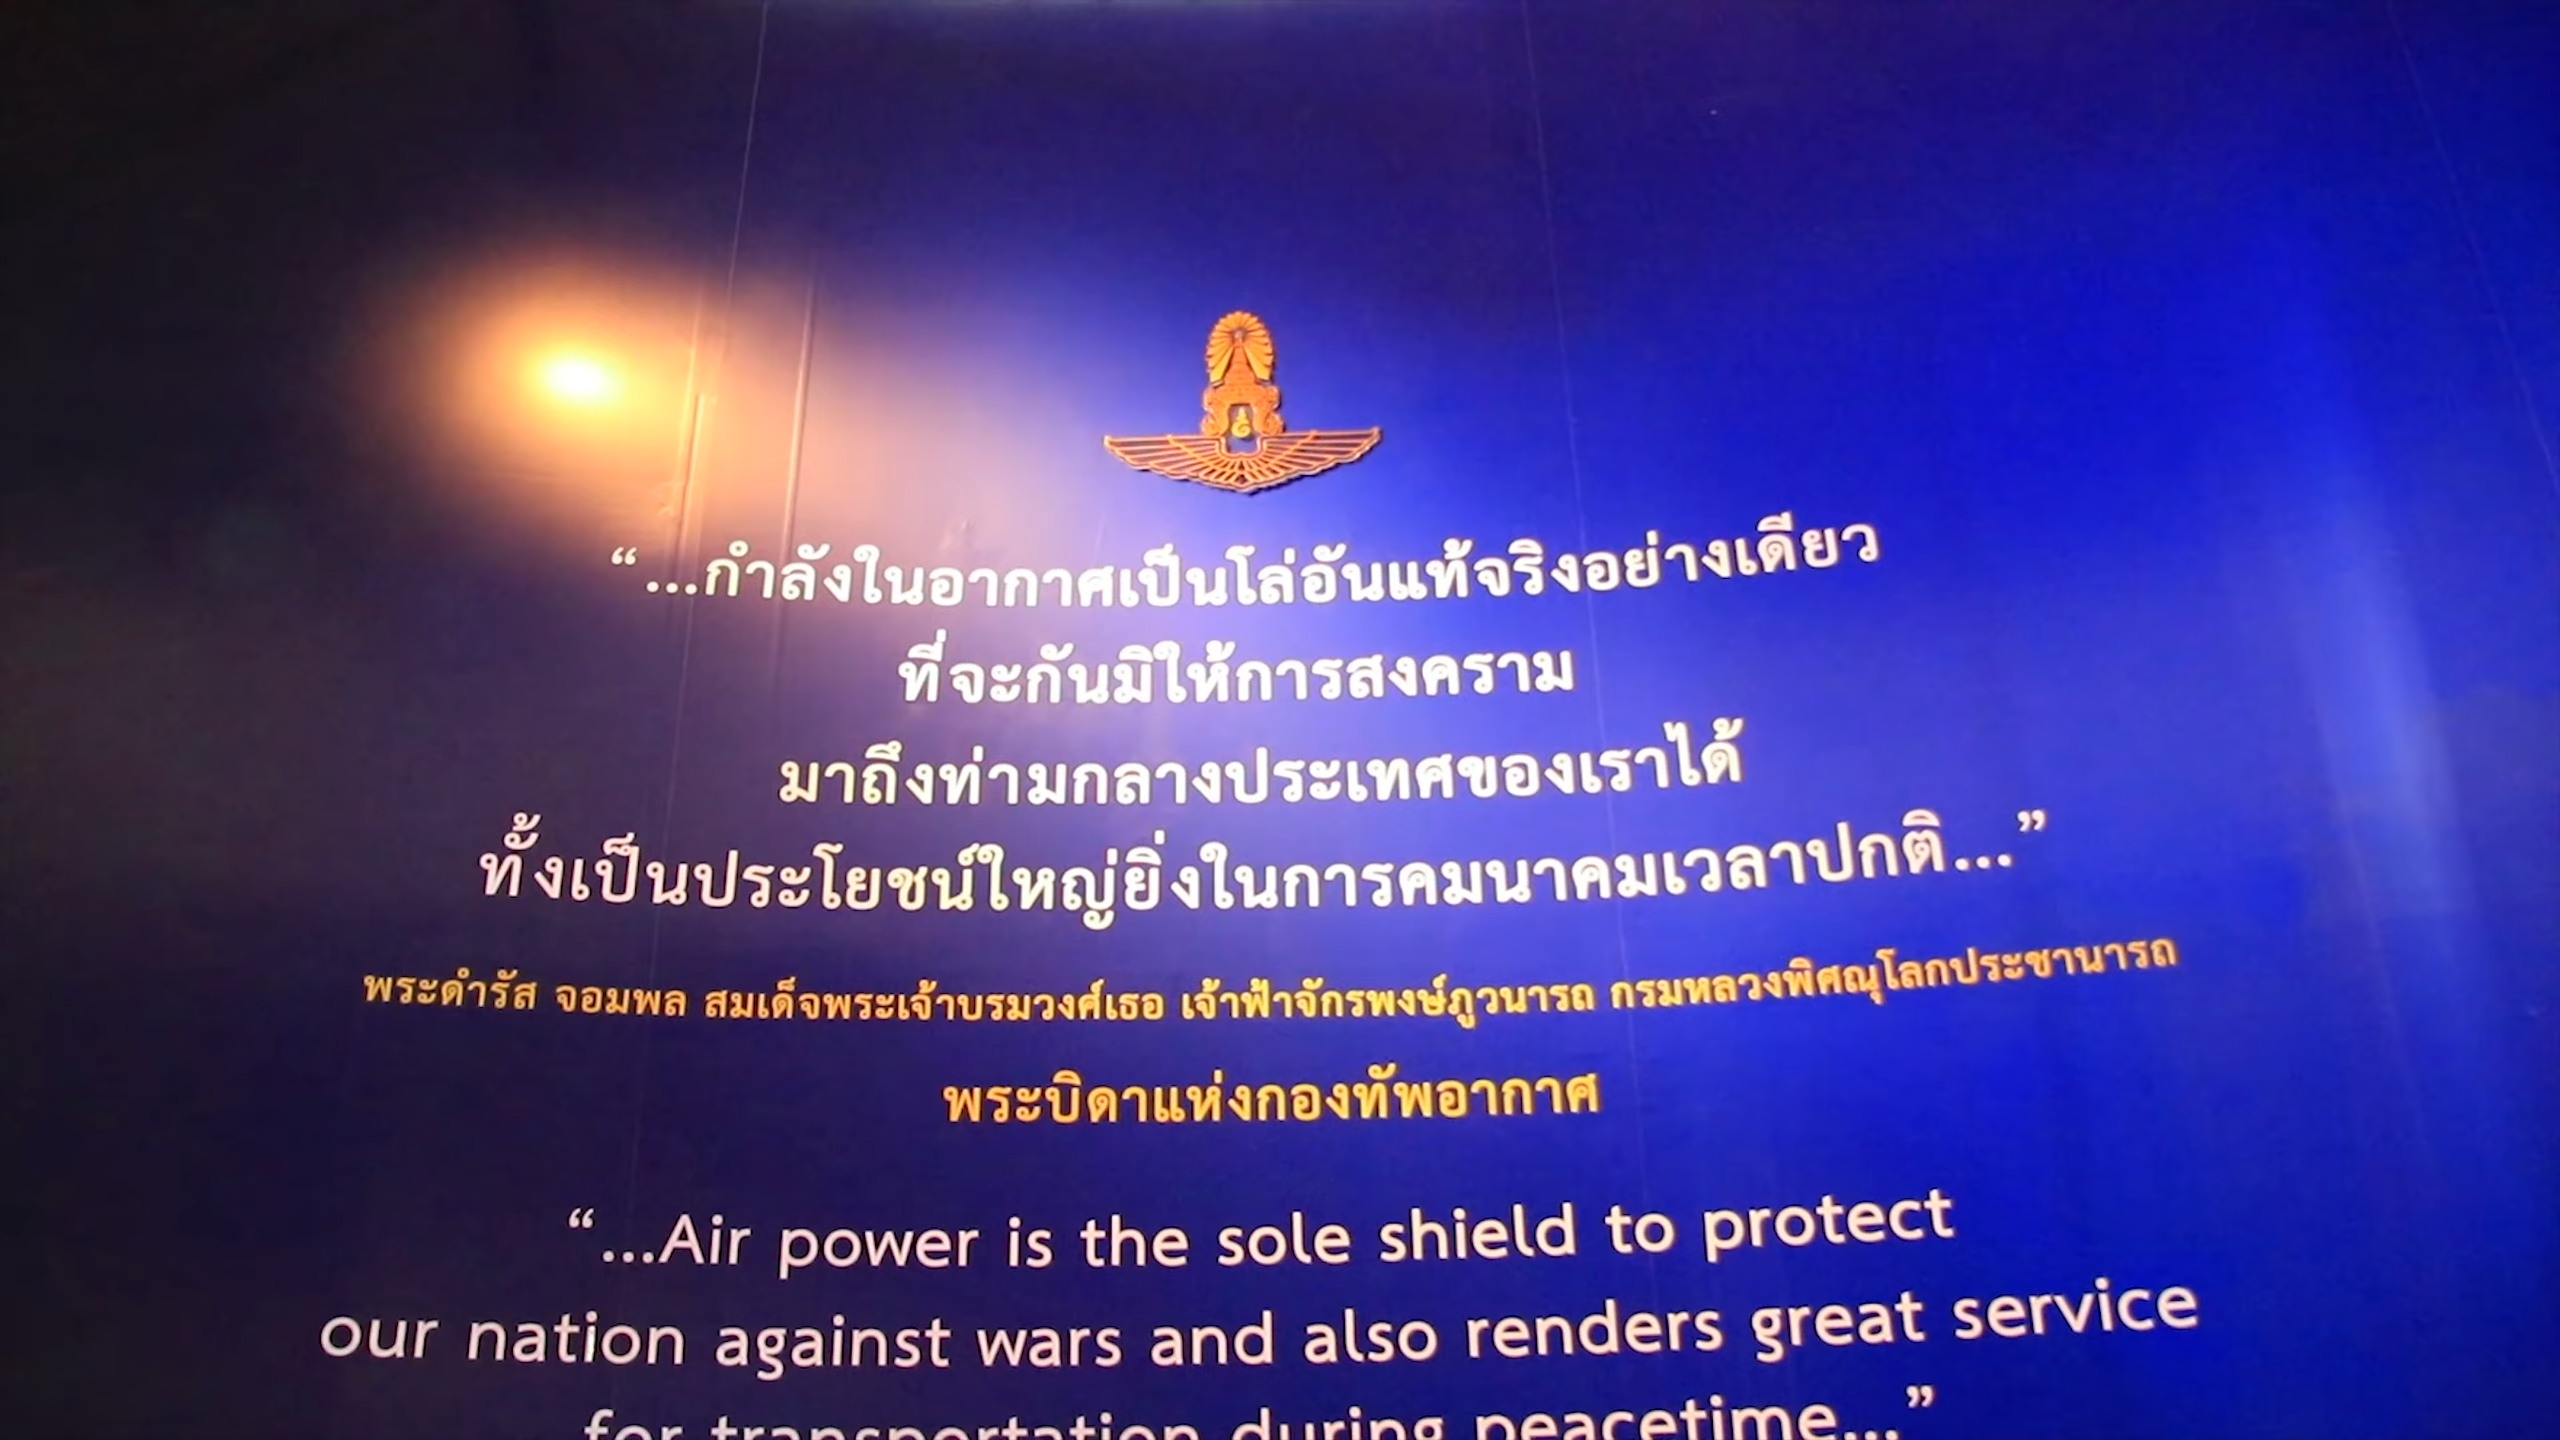 “...กำลังในอากาศเป็นโล่อันแท้จริงอย่างเดียว
ที่จะกันมิให้การสงคราม
มาถึงท่ามกลางประเทศของเราได้
ทั้งเป็นประโยชน์ใหญ่ยิ่งในการคมนาคมเวลาปกติ...”
พระดำรัส จอมพล สมเด็จพระเจ้าบรมวงศ์เธอ เจ้าฟ้าจักรพงษ์ภูวนารถ กรมหลวงพิศณุโลกประชานารถ
พระบิดาแห่งกองทัพอากาศ
“...Air power is the sole shield to protect
our nation against wars and also renders great service
for transportation during peacetime...”